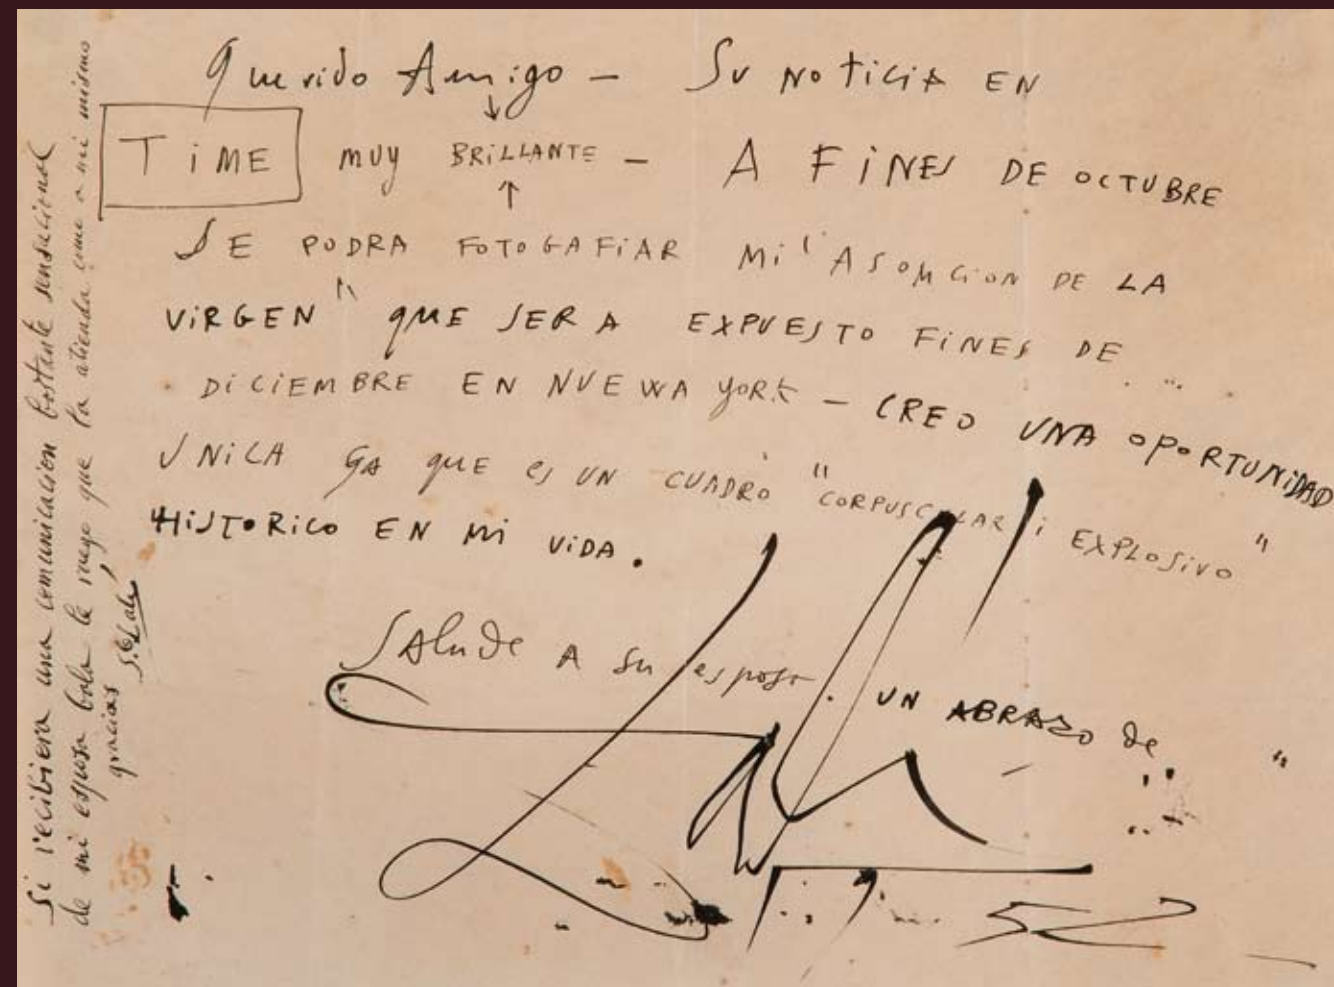 Querido Amigo — Su NOTiCiA EN
TiME muy BRiLLANTE — A FiNES DE OCTUBRE
SE PODRA FOTOGAFiAR Mi "ASOMCiON DE LA
ViRGEN" QUE SERA EXPUESTO FiNES DE
DiCiEMBRE EN NUEWA YORK — CREO UNA OPORTUNiDAD
UNiCA YA QUE es UN CUADRO "CORPUSCULAR i EXPLOSiVO"
HiSTORiCO EN Mi ViDA.
SAlude A su esposa. UN ABRAZO de
Dalí
1952
Si recibiera una comunicacion bastante sensacional
de mi esposa Gala le ruego que la atienda como a mi mismo
gracias, S. Dali